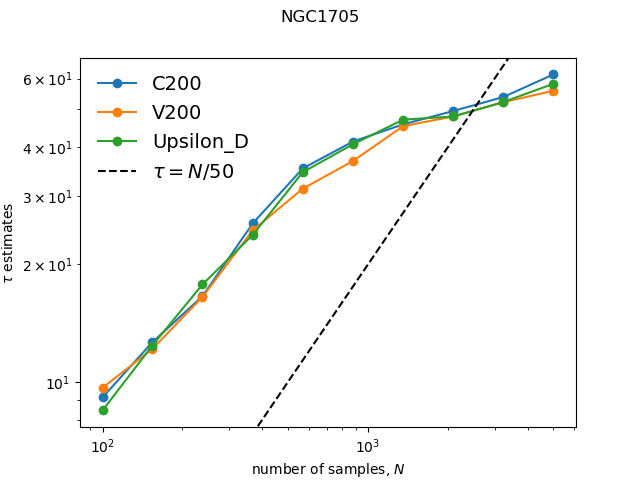 NGC1705
C200
V200
Upsilon_D
τ = N/50
6 × 10¹
4 × 10¹
3 × 10¹
2 × 10¹
10¹
τ estimates
10² 10³
number of samples, N